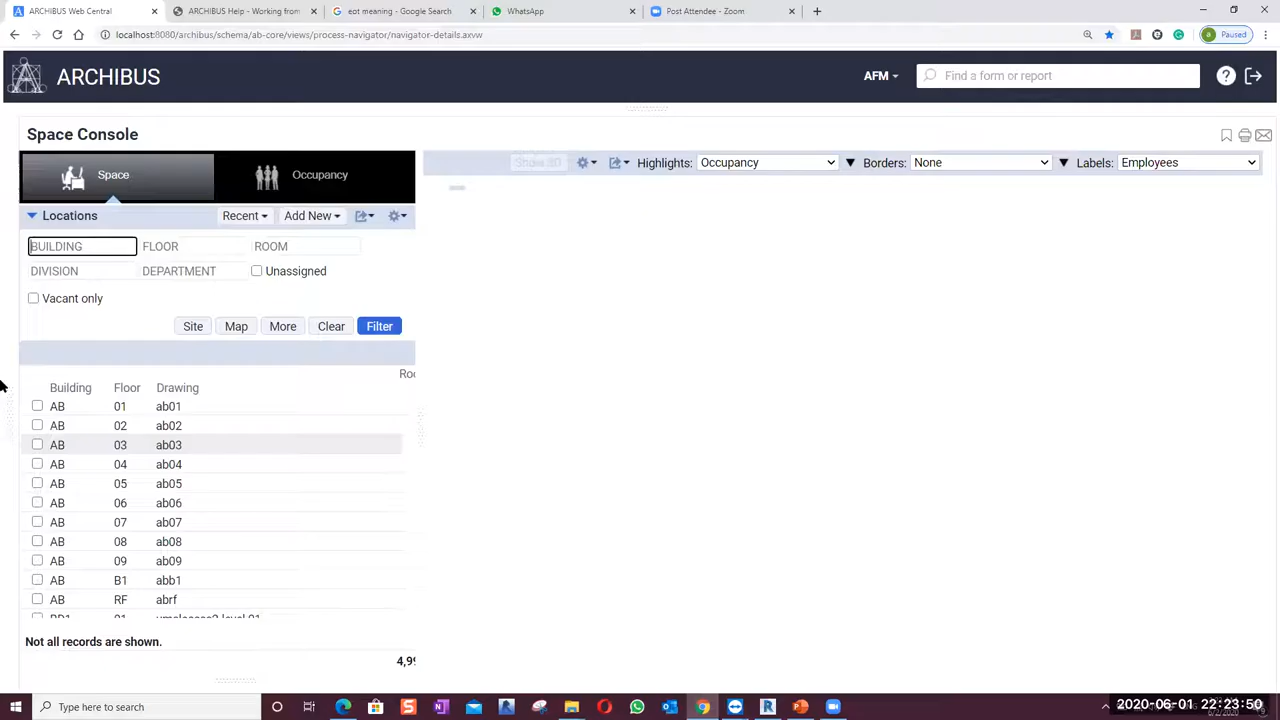 ARCHIBUS Web Central
ARCHIBUS Help - Working from
eot meaning - Google Search
WhatsApp
Post Attendee - Zoom
localhost:8080/archibus/schema/ab-core/views/process-navigator/navigator-details.axvw
Paused
ARCHIBUS
AFM
Find a form or report
Space Console
Space
Occupancy
Show 3D
Highlights: Occupancy
Borders: None
Labels: Employees
Locations
Recent
Add New
BUILDING FLOOR ROOM
DIVISION DEPARTMENT Unassigned
Vacant only
Site Map More Clear Filter
Building Floor Drawing
AB 01 ab01
AB 02 ab02
AB 03 ab03
AB 04 ab04
AB 05 ab05
AB 06 ab06
AB 07 ab07
AB 08 ab08
AB 09 ab09
AB B1 abb1
AB RF abrf
Not all records are shown.
4,99
Type here to search
2020-06-01 22:23:50